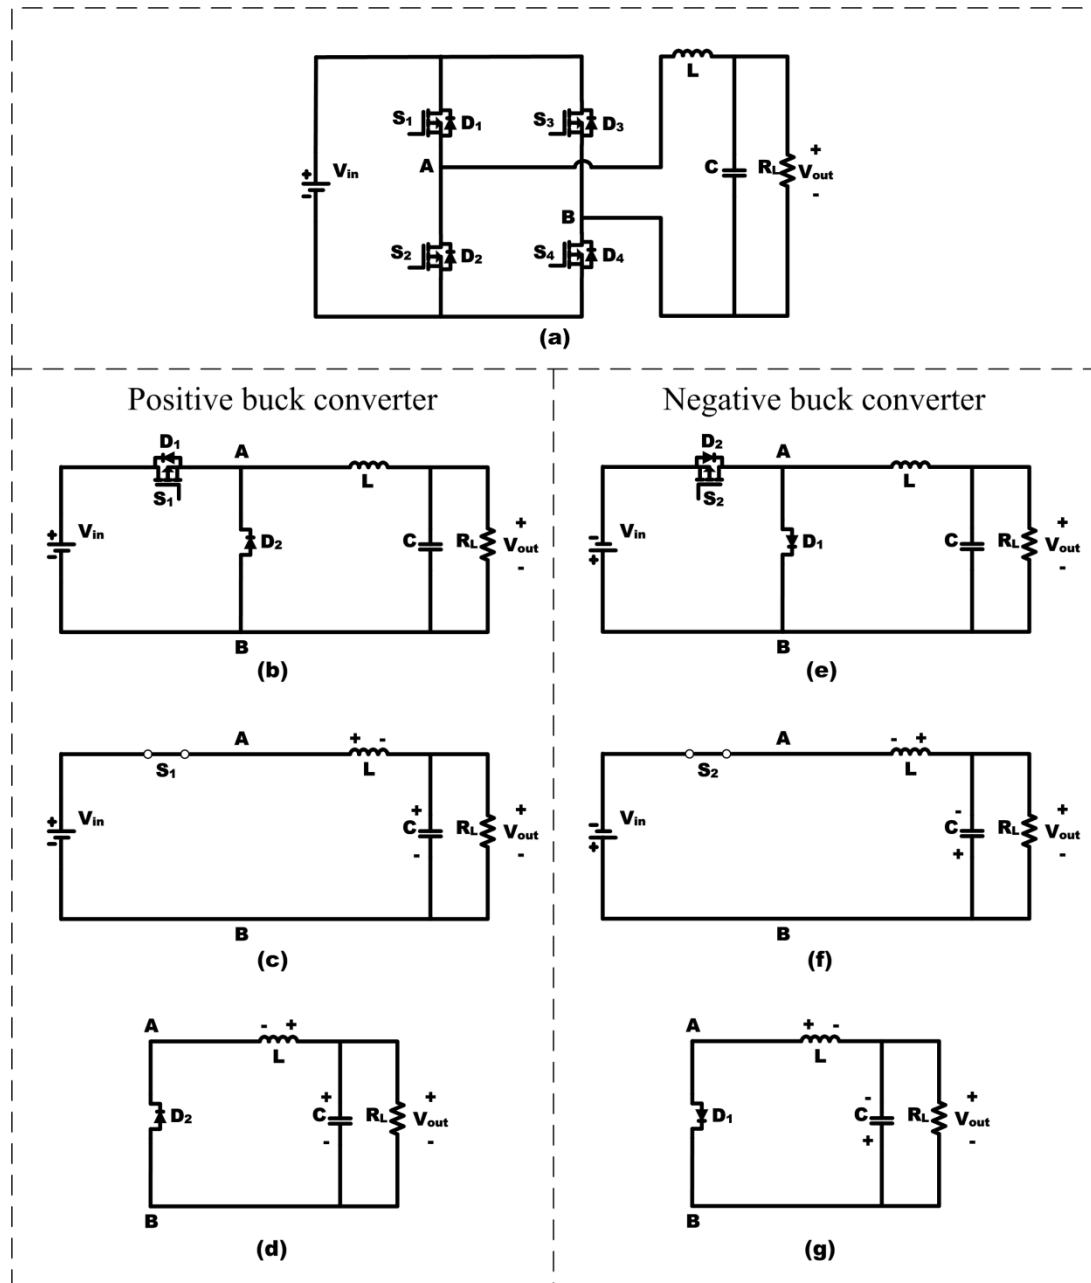 L
S₁ D₁ S₃ D₃
+ Vin A C RL + Vout
- -
B
S₂ D₂ S₄ D₄
(a)
Positive buck converter
D₁ A
S₁ L
+ Vin D₂ C RL + Vout
- -
B
(b)
A + -
S₁ L
+ Vin + C RL + Vout
- - -
B
(c)
A - +
L
D₂ + C RL + Vout
- -
B
(d)
Negative buck converter
D₂ A
S₂ L
- Vin D₁ C RL + Vout
+ -
B
(e)
A - +
S₂ L
- Vin - C RL + Vout
+ + -
B
(f)
A + -
L
D₁ - C RL + Vout
+ -
B
(g)